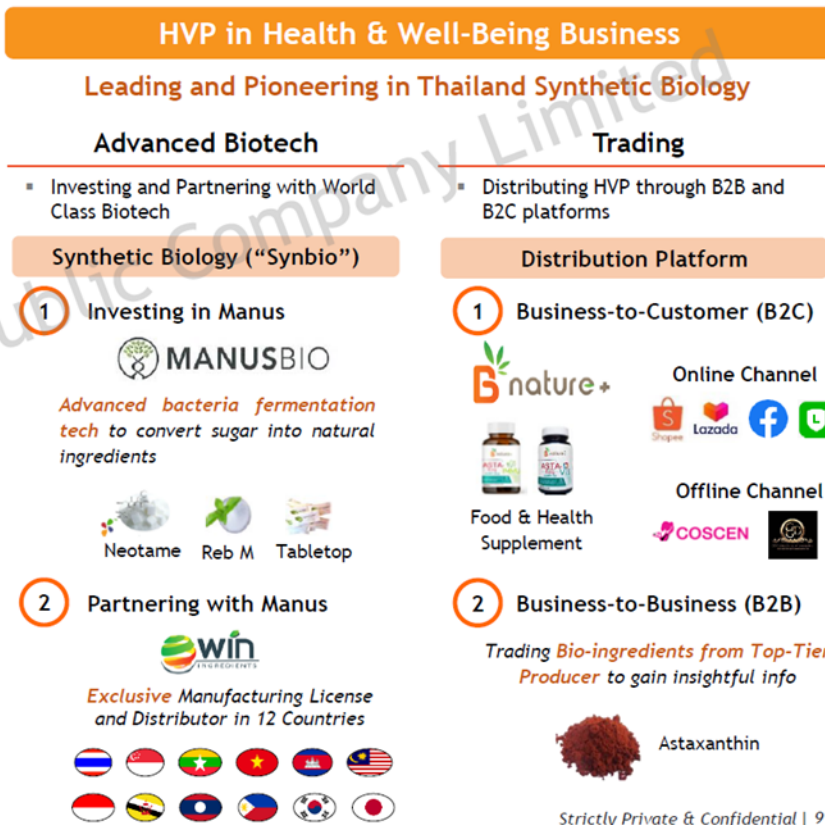 HVP in Health & Well-Being Business
Leading and Pioneering in Thailand Synthetic Biology
Advanced Biotech
▪ Investing and Partnering with World
Class Biotech
Synthetic Biology (“Synbio”)
1 Investing in Manus
MANUSBIO
Advanced bacteria fermentation
tech to convert sugar into natural
ingredients
Neotame Reb M Tabletop
2 Partnering with Manus
win
INGREDIENTS
Exclusive Manufacturing License
and Distributor in 12 Countries
Trading
▪ Distributing HVP through B2B and
B2C platforms
Distribution Platform
1 Business-to-Customer (B2C)
B nature+
Online Channel
Shopee Lazada
ASTA ASTA
Food & Health
Supplement
Offline Channel
COSCEN
2 Business-to-Business (B2B)
Trading Bio-ingredients from Top-Tier
Producer to gain insightful info
Astaxanthin
Strictly Private & Confidential | 9
ublic Company Limited